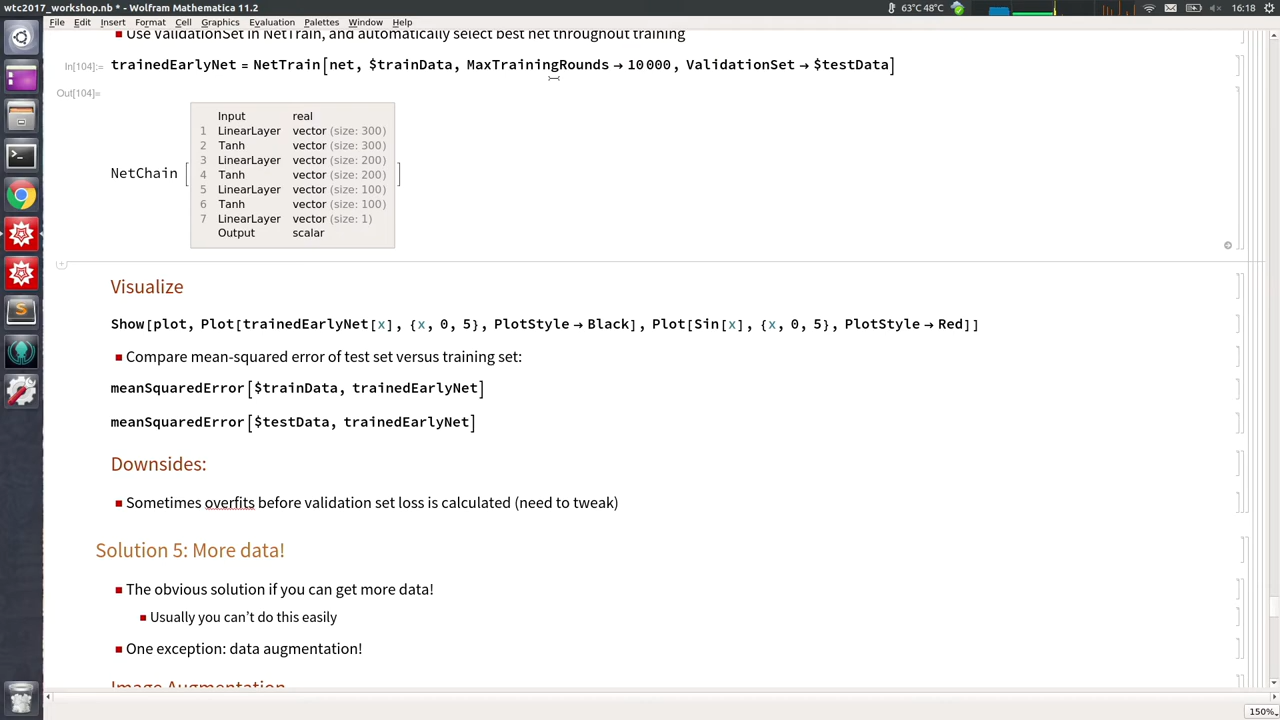 wtc2017_workshop.nb * - Wolfram Mathematica 11.2
63°C 48°C 16:18
File Edit Insert Format Cell Graphics Evaluation Palettes Window Help
Use ValidationSet in NetTrain, and automatically select best net throughout training
In[104]:= trainedEarlyNet = NetTrain[net, $trainData, MaxTrainingRounds → 10000, ValidationSet → $testData]
Out[104]=
NetChain [
Input real
1 LinearLayer vector (size: 300)
2 Tanh vector (size: 300)
3 LinearLayer vector (size: 200)
4 Tanh vector (size: 200)
5 LinearLayer vector (size: 100)
6 Tanh vector (size: 100)
7 LinearLayer vector (size: 1)
Output scalar
]
Visualize
Show[plot, Plot[trainedEarlyNet[x], {x, 0, 5}, PlotStyle → Black], Plot[Sin[x], {x, 0, 5}, PlotStyle → Red]]
Compare mean-squared error of test set versus training set:
meanSquaredError[$trainData, trainedEarlyNet]
meanSquaredError[$testData, trainedEarlyNet]
Downsides:
Sometimes overfits before validation set loss is calculated (need to tweak)
Solution 5: More data!
The obvious solution if you can get more data!
Usually you can't do this easily
One exception: data augmentation!
Image Augmentation
150%